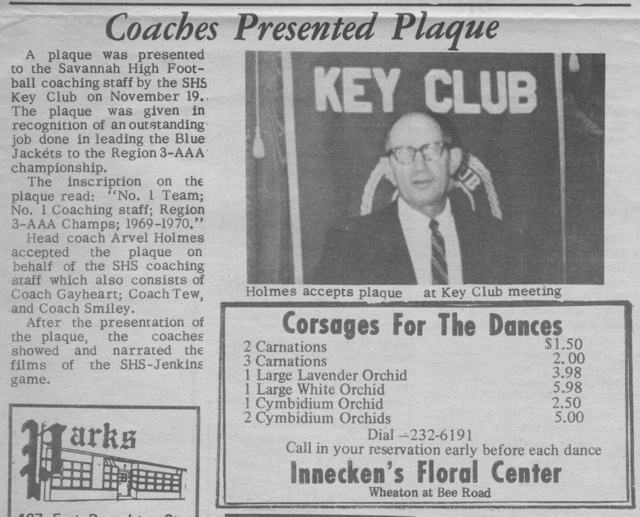 Coaches Presented Plaque
A plaque was presented
to the Savannah High Foot-
ball coaching staff by the SHS
Key Club on November 19.
The plaque was given in
recognition of an outstanding
job done in leading the Blue
Jackets to the Region 3-AAA
championship.
The inscription on the
plaque read: "No. 1 Team;
No. 1 Coaching staff; Region
3-AAA Champs; 1969-1970."
Head coach Arvel Holmes
accepted the plaque on
behalf of the SHS coaching
staff which also consists of
Coach Gayheart; Coach Tew,
and Coach Smiley.
After the presentation of
the plaque, the coaches
showed and narrated the
films of the SHS-Jenkins
game.
KEY CLUB
UB
Holmes accepts plaque at Key Club meeting
Corsages For The Dances
2 Carnations $1.50
3 Carnations 2.00
1 Large Lavender Orchid 3.98
1 Large White Orchid 5.98
1 Cymbidium Orchid 2.50
2 Cymbidium Orchids 5.00
Dial -232-6191
Call in your reservation early before each dance
Innecken's Floral Center
Wheaton at Bee Road
Parks